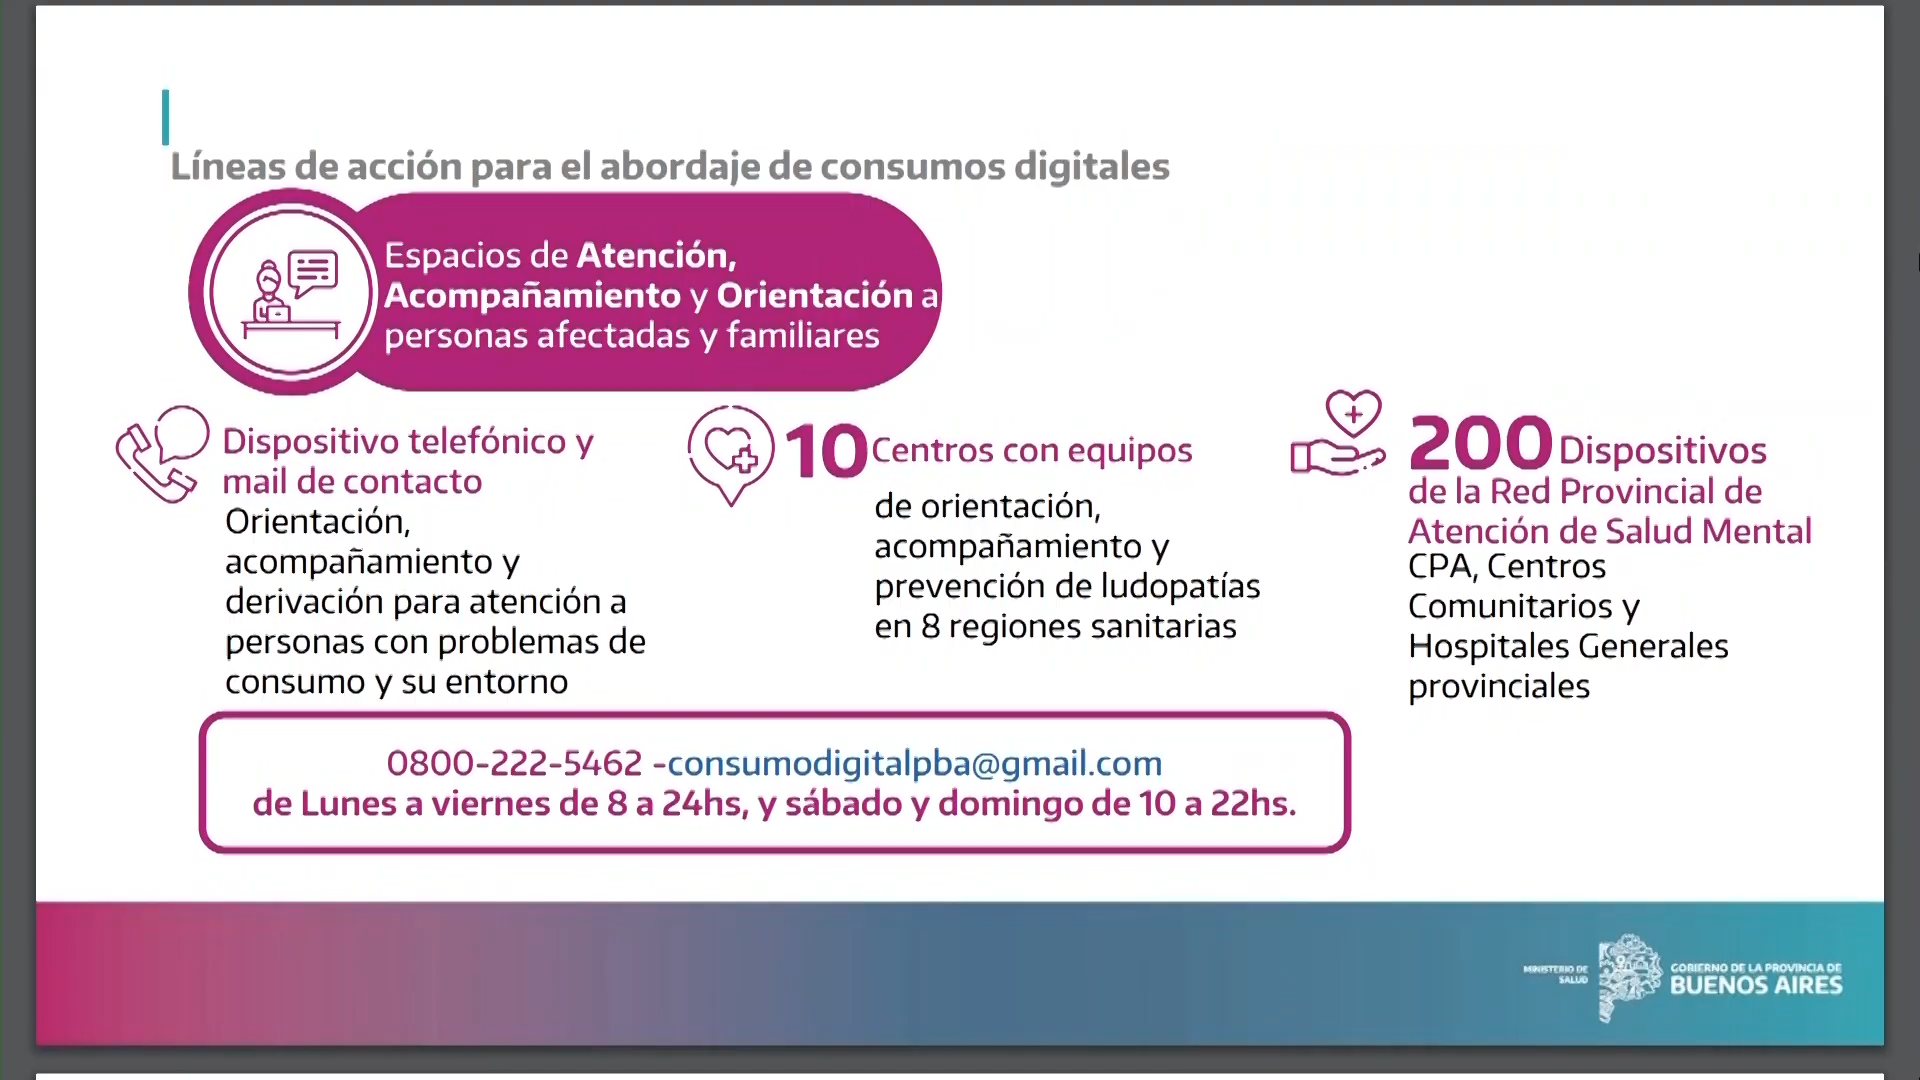 Líneas de acción para el abordaje de consumos digitales
Espacios de Atención,
Acompañamiento y Orientación a
personas afectadas y familiares
Dispositivo telefónico y
mail de contacto
Orientación,
acompañamiento y
derivación para atención a
personas con problemas de
consumo y su entorno
10 Centros con equipos
de orientación,
acompañamiento y
prevención de ludopatías
en 8 regiones sanitarias
200 Dispositivos
de la Red Provincial de
Atención de Salud Mental
CPA, Centros
Comunitarios y
Hospitales Generales
provinciales
0800-222-5462 -consumodigitalpba@gmail.com
de Lunes a viernes de 8 a 24hs, y sábado y domingo de 10 a 22hs.
MINISTERIO DE
SALUD
GOBIERNO DE LA PROVINCIA DE
BUENOS AIRES